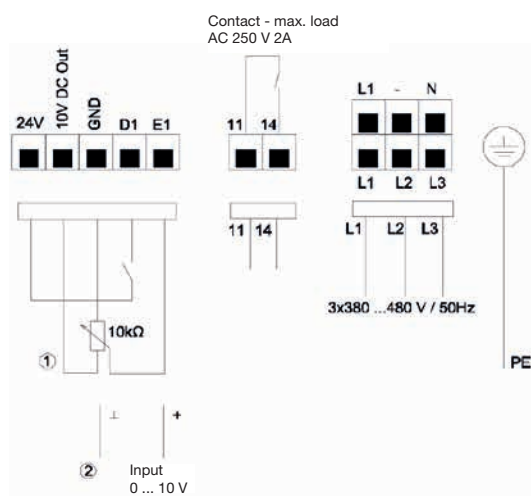 Contact - max. load
AC 250 V 2A
24V 10V DC Out GND D1 E1
11 14
L1 - N
L1 L2 L3
11 14
L1 L2 L3
3x380 ...480 V / 50Hz
10kΩ
①
PE
⊥ +
② Input
0 ... 10 V